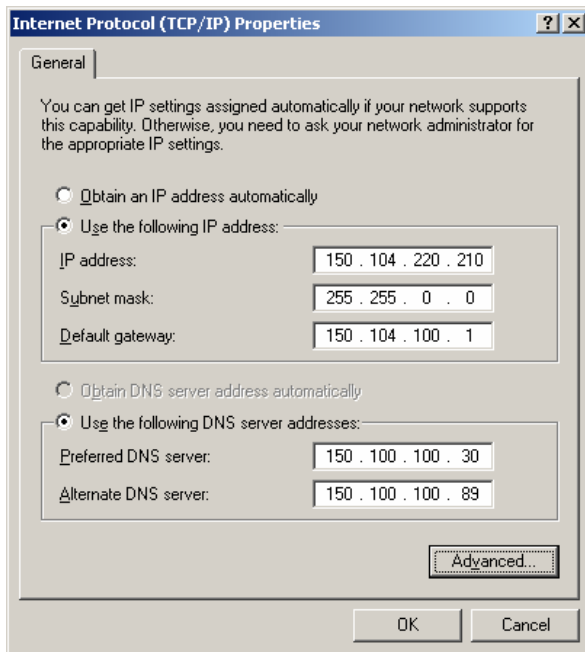 Internet Protocol (TCP/IP) Properties
General
You can get IP settings assigned automatically if your network supports
this capability. Otherwise, you need to ask your network administrator for
the appropriate IP settings.
Obtain an IP address automatically
Use the following IP address:
IP address: 150 . 104 . 220 . 210
Subnet mask: 255 . 255 . 0 . 0
Default gateway: 150 . 104 . 100 . 1
Obtain DNS server address automatically
Use the following DNS server addresses:
Preferred DNS server: 150 . 100 . 100 . 30
Alternate DNS server: 150 . 100 . 100 . 89
Advanced...
OK Cancel